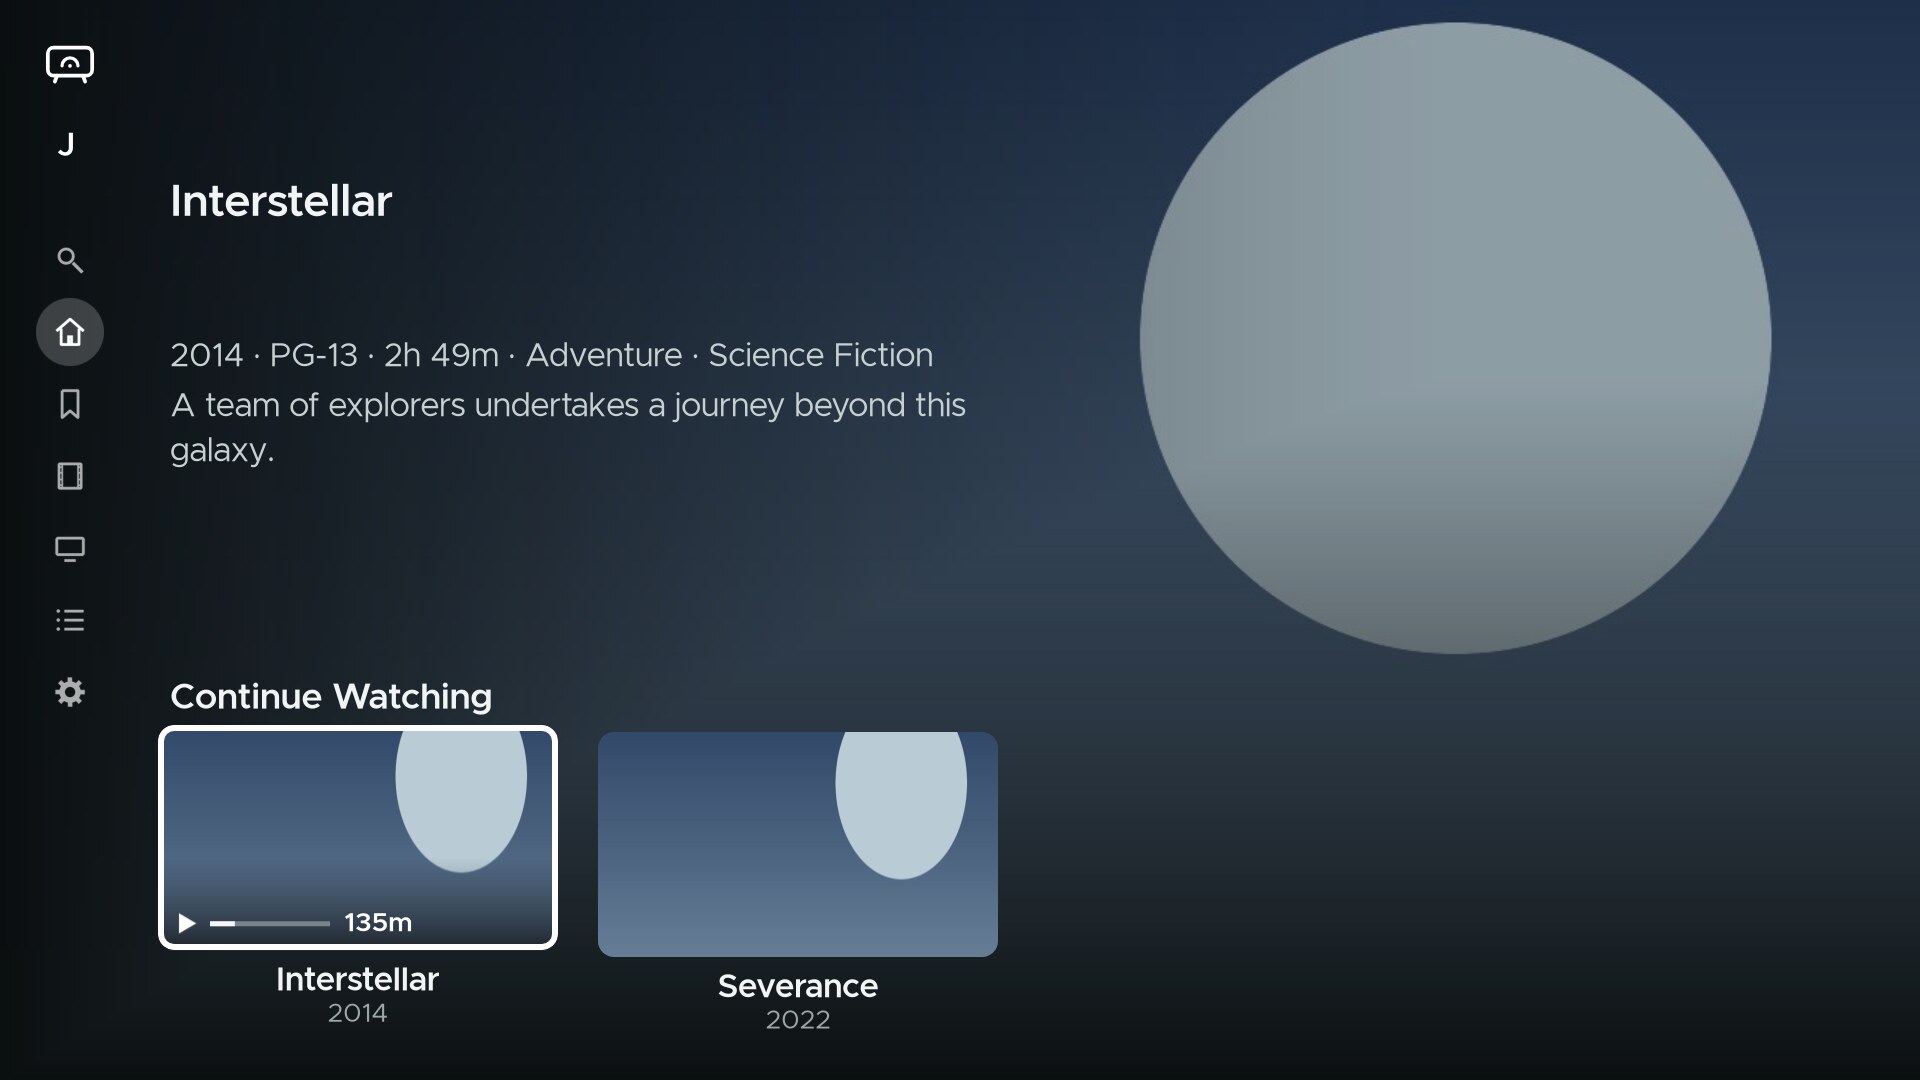 J
Interstellar
2014 · PG-13 · 2h 49m · Adventure · Science Fiction
A team of explorers undertakes a journey beyond this
galaxy.
Continue Watching
135m
Interstellar
2014
Severance
2022